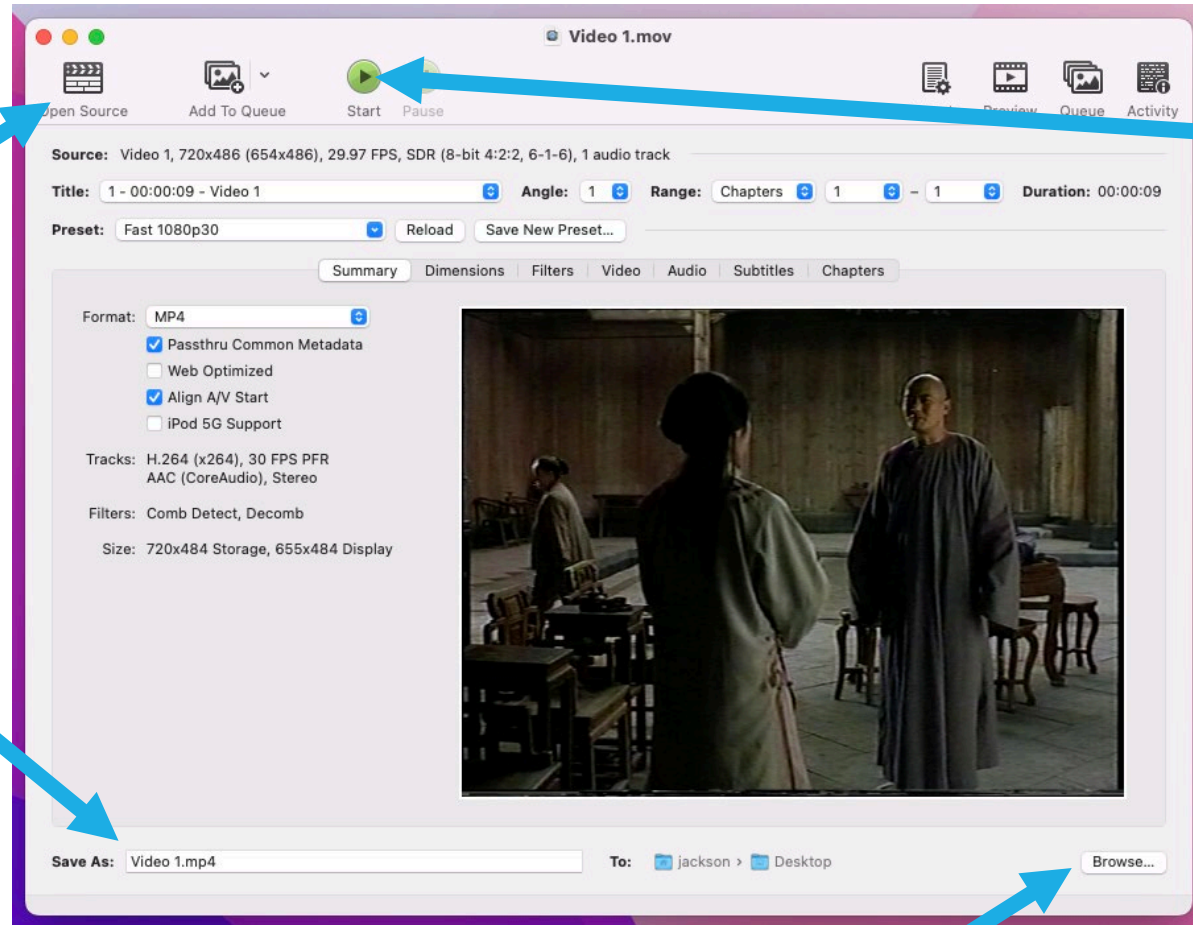 Video 1.mov
Open Source Add To Queue Start Pause Preview Queue Activity
Source: Video 1, 720x486 (654x486), 29.97 FPS, SDR (8-bit 4:2:2, 6-1-6), 1 audio track
Title: 1 - 00:00:09 - Video 1 Angle: 1 Range: Chapters 1 – 1 Duration: 00:00:09
Preset: Fast 1080p30 Reload Save New Preset...
Summary Dimensions Filters Video Audio Subtitles Chapters
Format: MP4
Passthru Common Metadata
Web Optimized
Align A/V Start
iPod 5G Support
Tracks: H.264 (x264), 30 FPS PFR
AAC (CoreAudio), Stereo
Filters: Comb Detect, Decomb
Size: 720x484 Storage, 655x484 Display
Save As: Video 1.mp4 To: jackson › Desktop Browse...